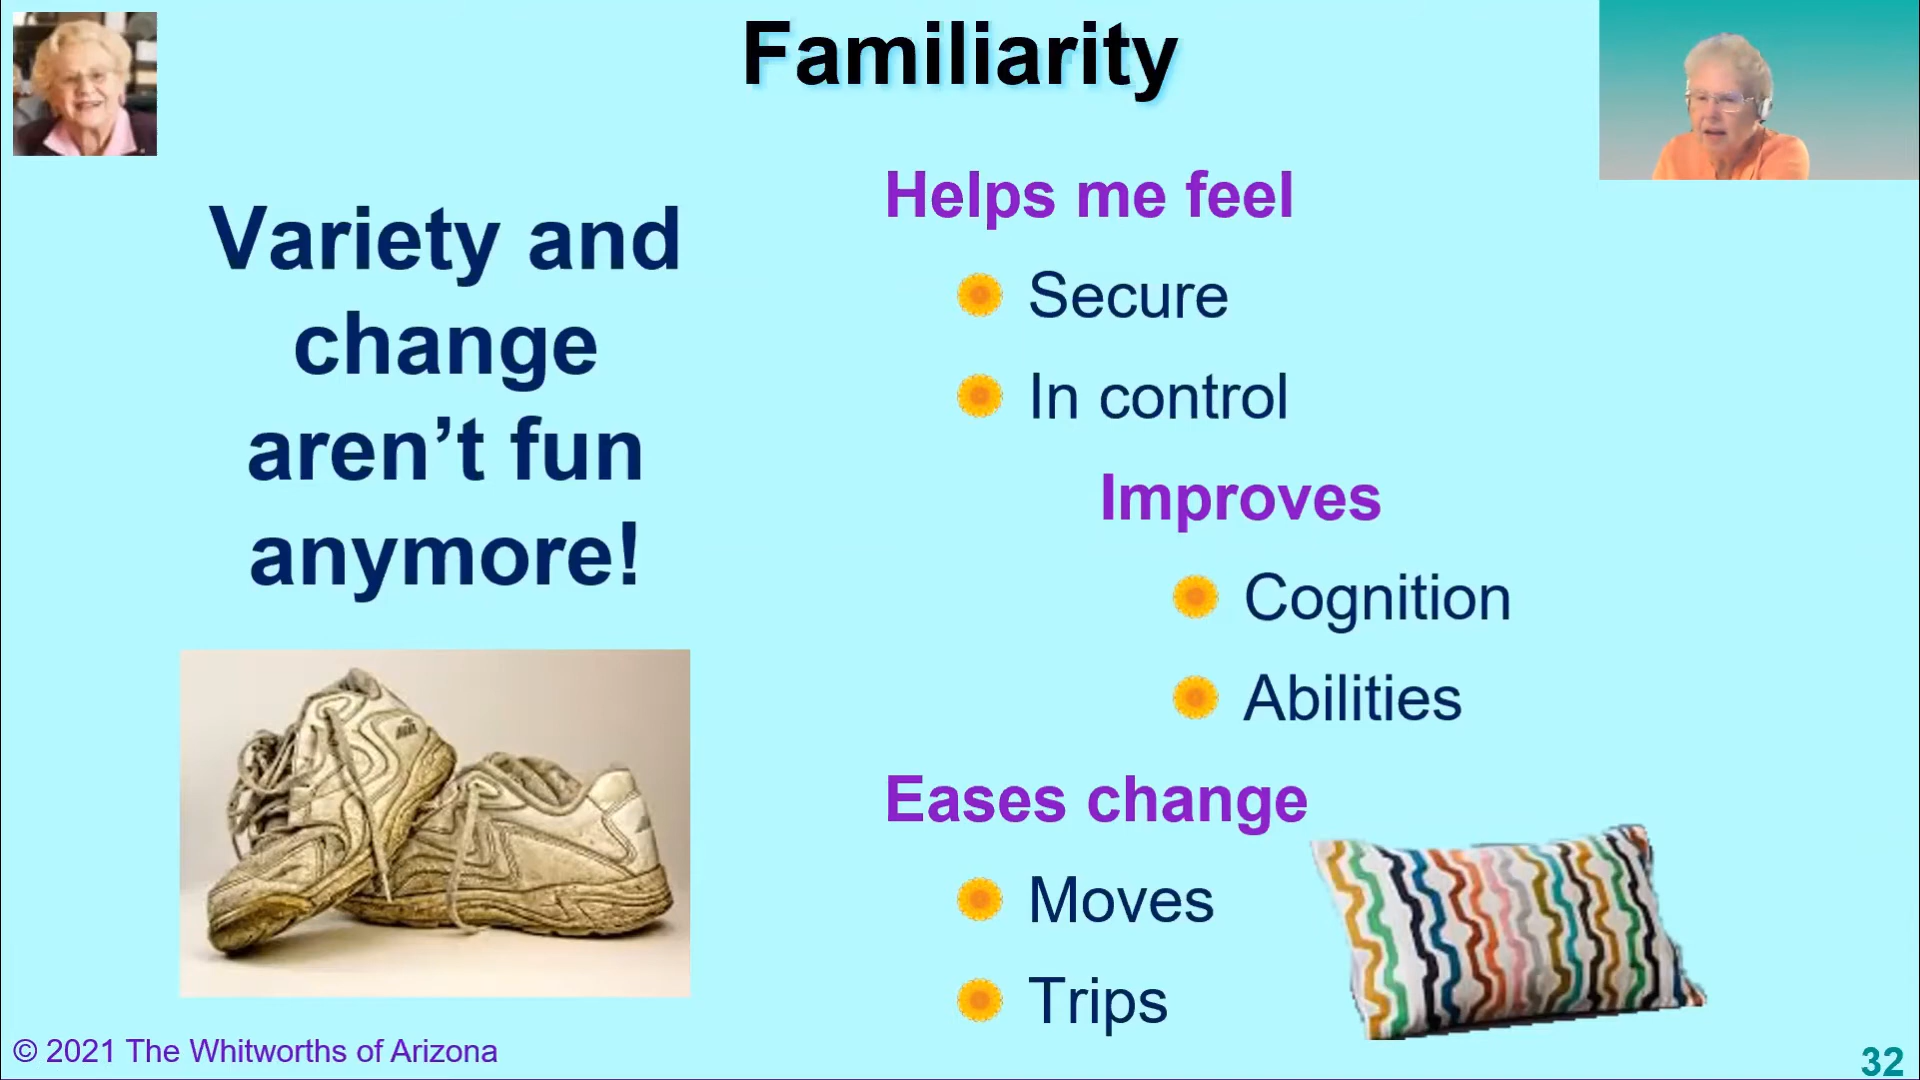 Familiarity
Variety and
change
aren’t fun
anymore!
Helps me feel
Secure
In control
Improves
Cognition
Abilities
Eases change
Moves
Trips
© 2021 The Whitworths of Arizona
32